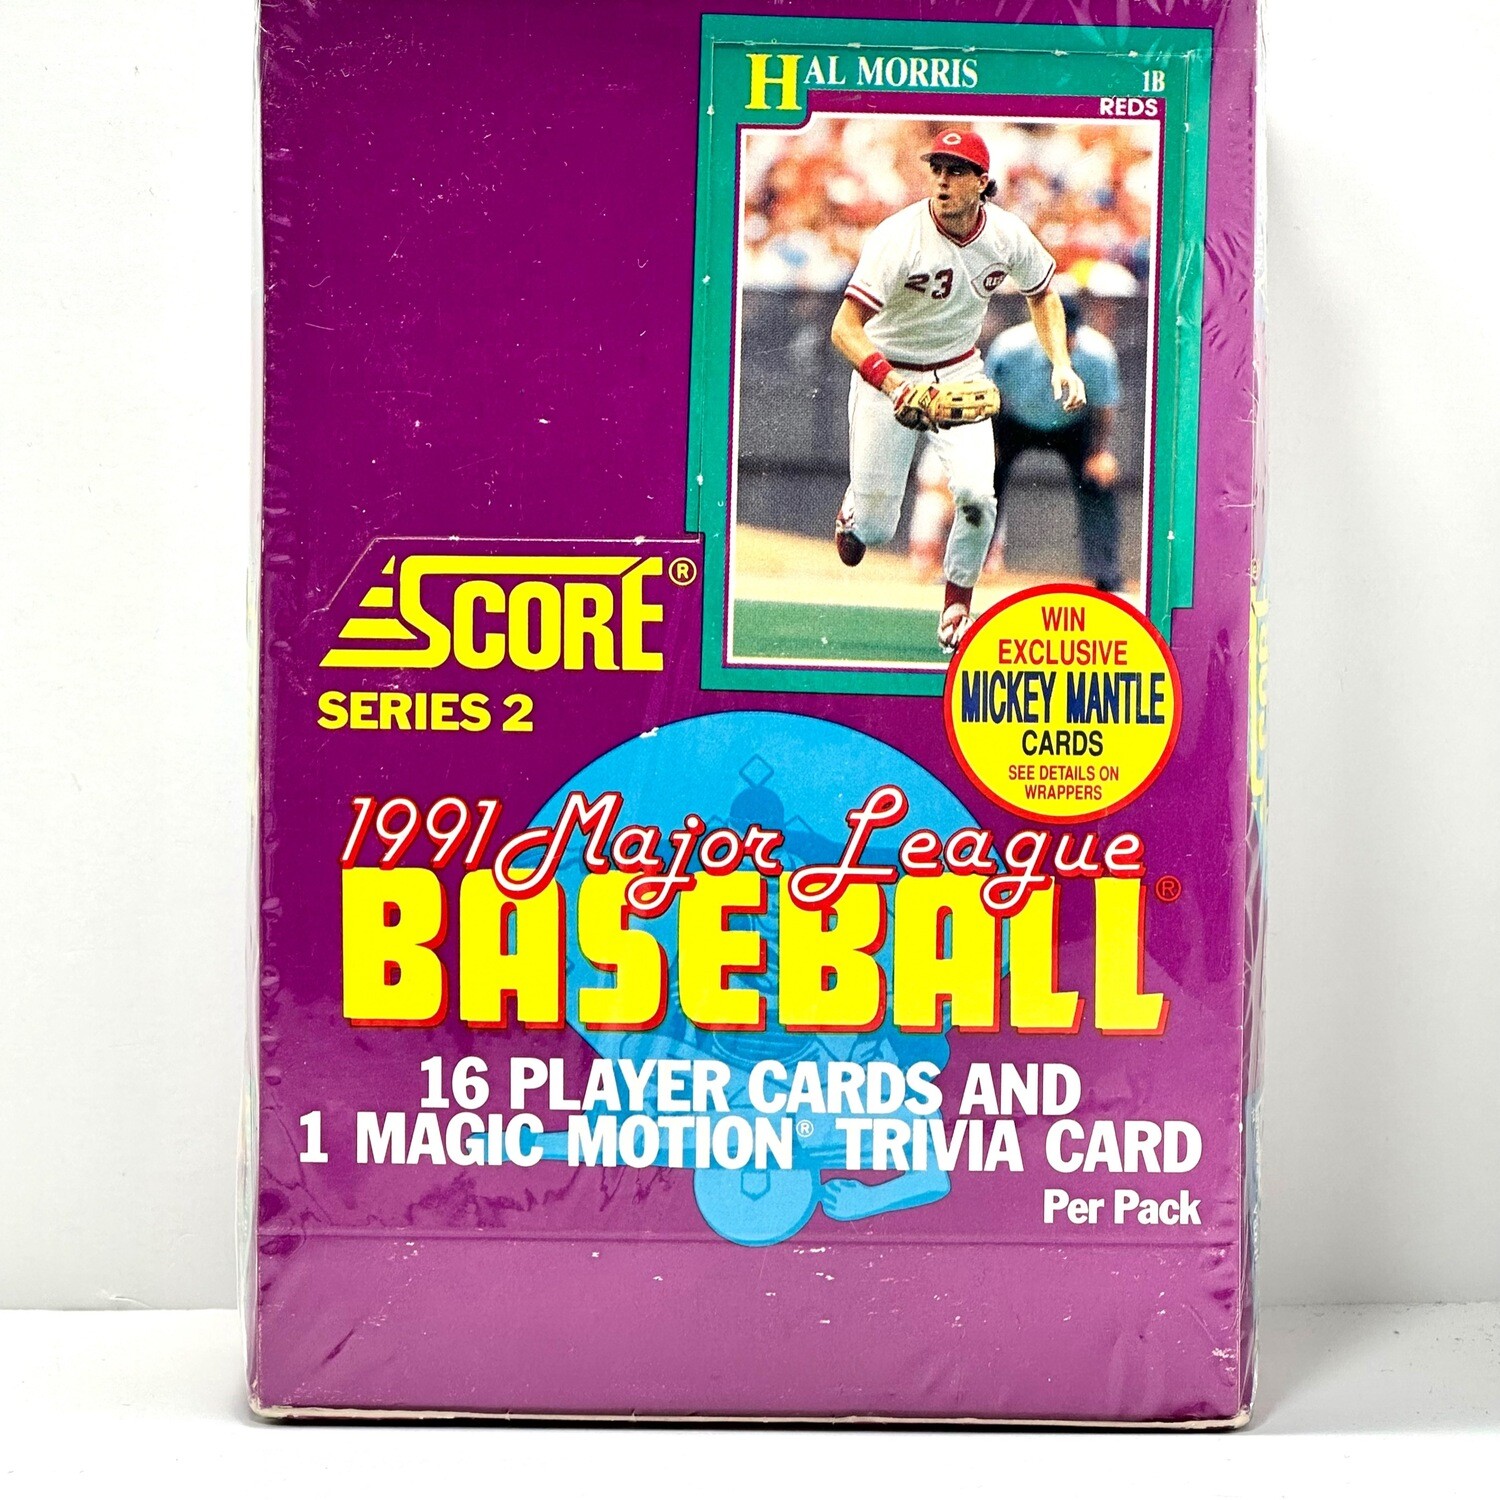 HAL MORRIS
1B
REDS
C
23
REDS
SCORE®
SERIES 2
WIN
EXCLUSIVE
MICKEY MANTLE
CARDS
SEE DETAILS ON
WRAPPERS
1991 Major League
BASEBALL®
16 PLAYER CARDS AND
1 MAGIC MOTION® TRIVIA CARD
Per Pack